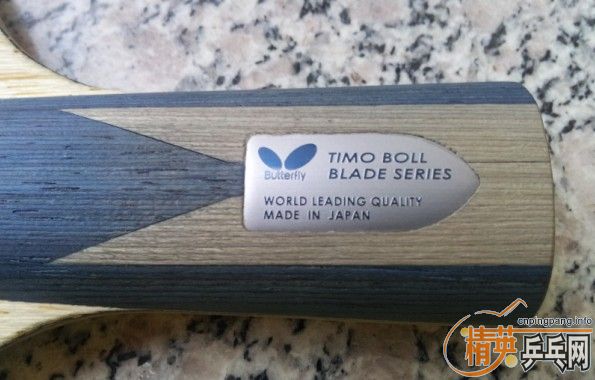 Butterfly
TIMO BOLL
BLADE SERIES
WORLD LEADING QUALITY
MADE IN JAPAN
cnpingpang.info
精英乒乓网